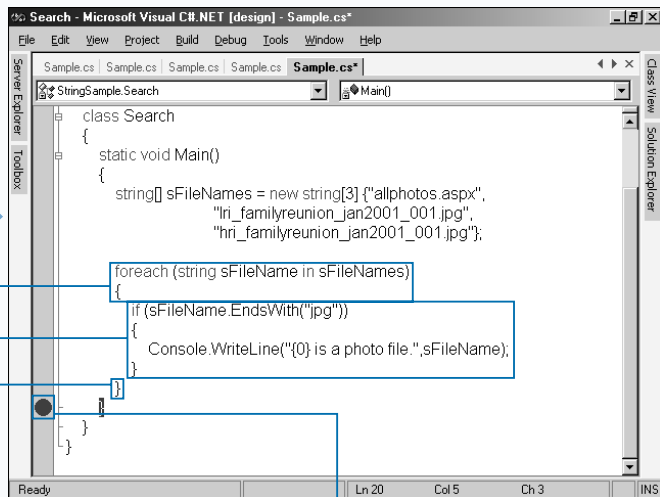 Search - Microsoft Visual C#.NET [design] - Sample.cs*
File Edit View Project Build Debug Tools Window Help
Sample.cs Sample.cs Sample.cs Sample.cs Sample.cs*
StringSample.Search Main()
Server Explorer
Toolbox
Class View
Solution Explorer
class Search
{
static void Main()
{
string[] sFileNames = new string[3] {"allphotos.aspx",
"lri_familyreunion_jan2001_001.jpg",
"hri_familyreunion_jan2001_001.jpg"};
foreach (string sFileName in sFileNames)
{
if (sFileName.EndsWith("jpg"))
{
Console.WriteLine("{0} is a photo file.",sFileName);
}
}
}
}
}
Ready Ln 20 Col 5 Ch 3 INS